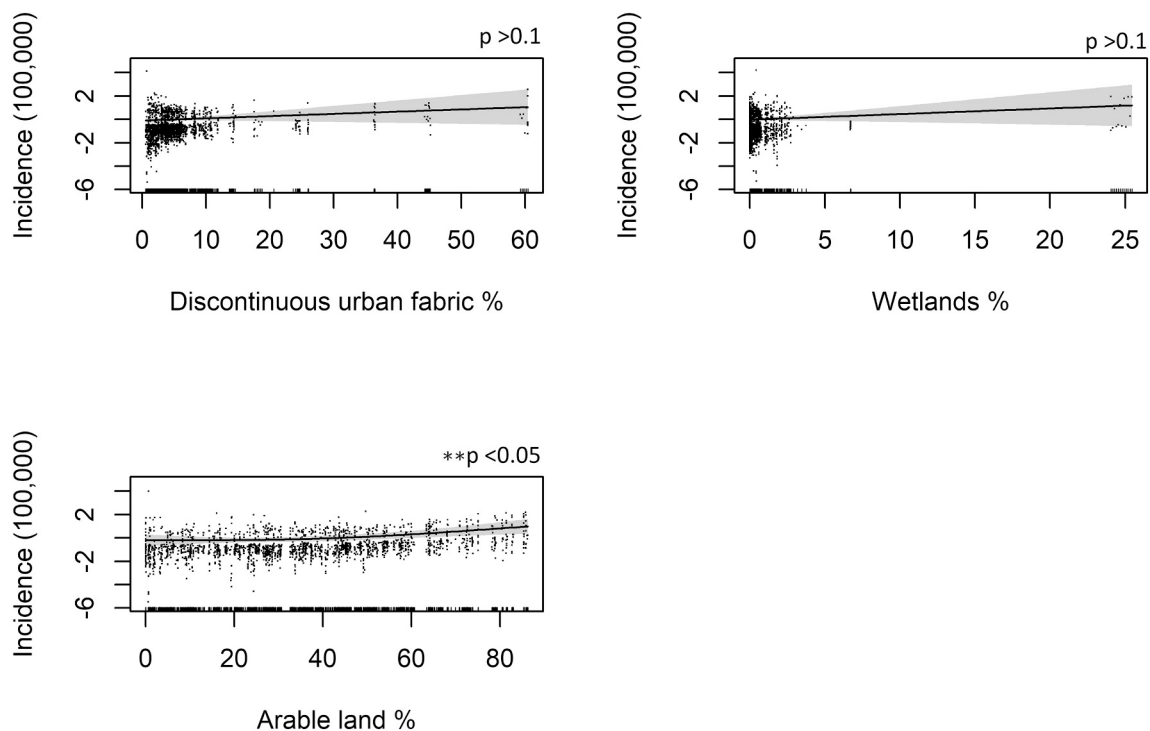 p >0.1
Incidence (100,000)
2
-2
-6
0 10 20 30 40 50 60
Discontinuous urban fabric %
p >0.1
Incidence (100,000)
2
-2
-6
0 5 10 15 20 25
Wetlands %
**p <0.05
Incidence (100,000)
2
-2
-6
0 20 40 60 80
Arable land %